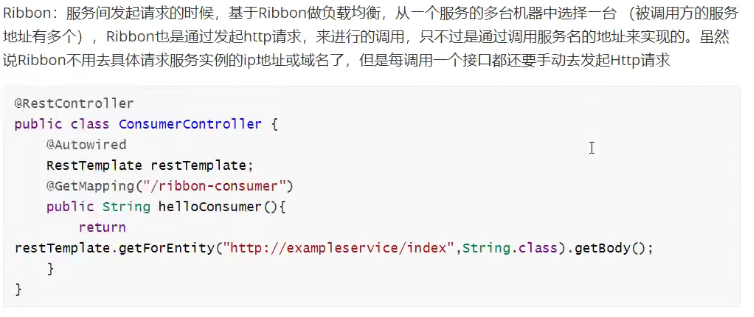 Ribbon：服务间发起请求的时候，基于Ribbon做负载均衡，从一个服务的多台机器中选择一台 （被调用方的服务
地址有多个），Ribbon也是通过发起http请求，来进行的调用，只不过是通过调用服务名的地址来实现的。虽然
说Ribbon不用去具体请求服务实例的ip地址或域名了，但是每调用一个接口都还要手动去发起Http请求
@RestController
public class ConsumerController {
    @Autowired
    RestTemplate restTemplate;
    @GetMapping("/ribbon-consumer")
    public String helloConsumer(){
        return
restTemplate.getForEntity("http://exampleservice/index",String.class).getBody();
    }
}